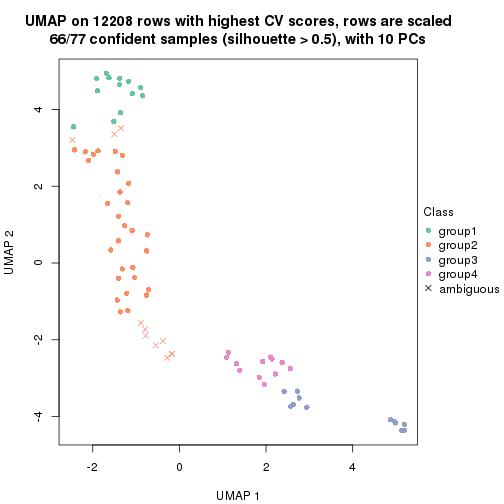 UMAP on 12208 rows with highest CV scores, rows are scaled
66/77 confident samples (silhouette > 0.5), with 10 PCs
4
2
0
-2
-4
UMAP 2
Class
group1
group2
group3
group4
ambiguous
-2
0
2
4
UMAP 1